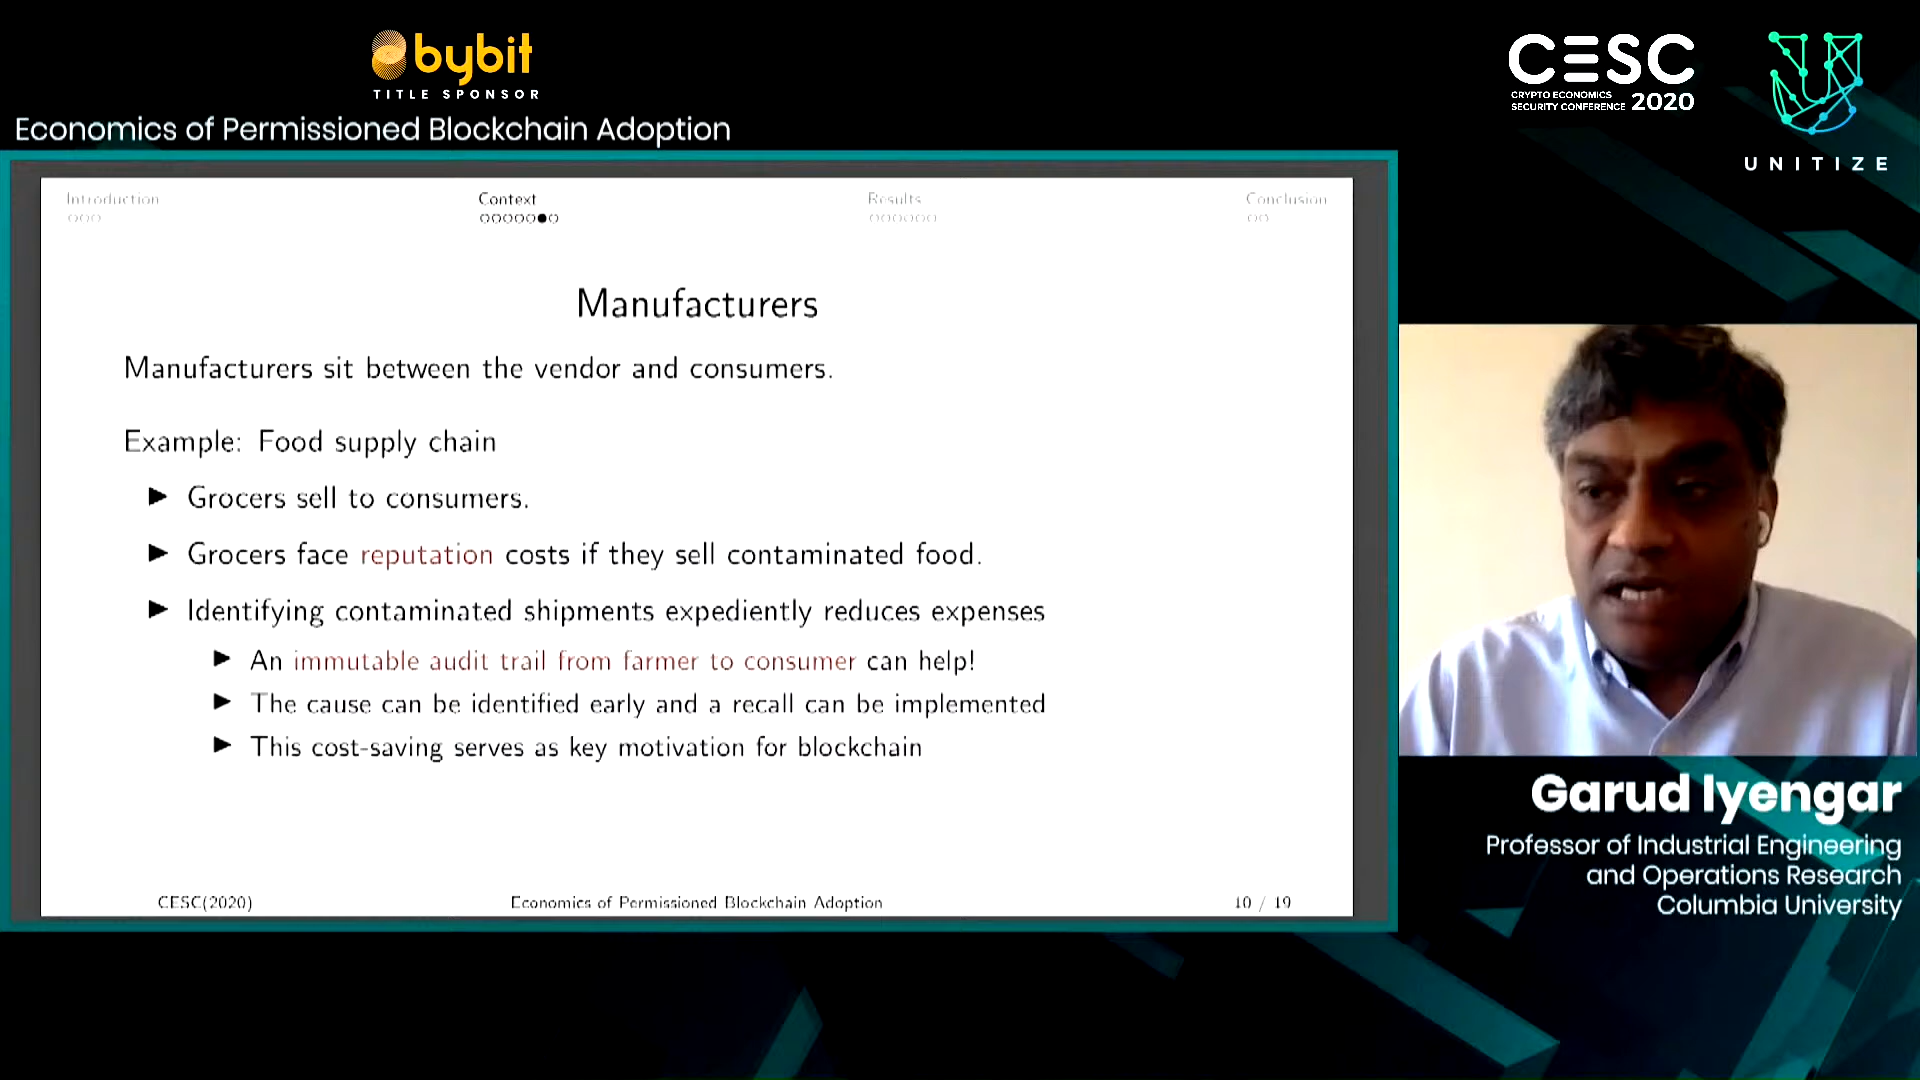 bybit
TITLE SPONSOR
CESC
CRYPTO ECONOMICS
SECURITY CONFERENCE 2020
UNITIZE
Economics of Permissioned Blockchain Adoption
Introduction
Context
Results
Conclusion
Manufacturers
Manufacturers sit between the vendor and consumers.
Example: Food supply chain
▶ Grocers sell to consumers.
▶ Grocers face reputation costs if they sell contaminated food.
▶ Identifying contaminated shipments expediently reduces expenses
▶ An immutable audit trail from farmer to consumer can help!
▶ The cause can be identified early and a recall can be implemented
▶ This cost-saving serves as key motivation for blockchain
CESC(2020)
Economics of Permissioned Blockchain Adoption
10 / 19
Garud Iyengar
Professor of Industrial Engineering
and Operations Research
Columbia University